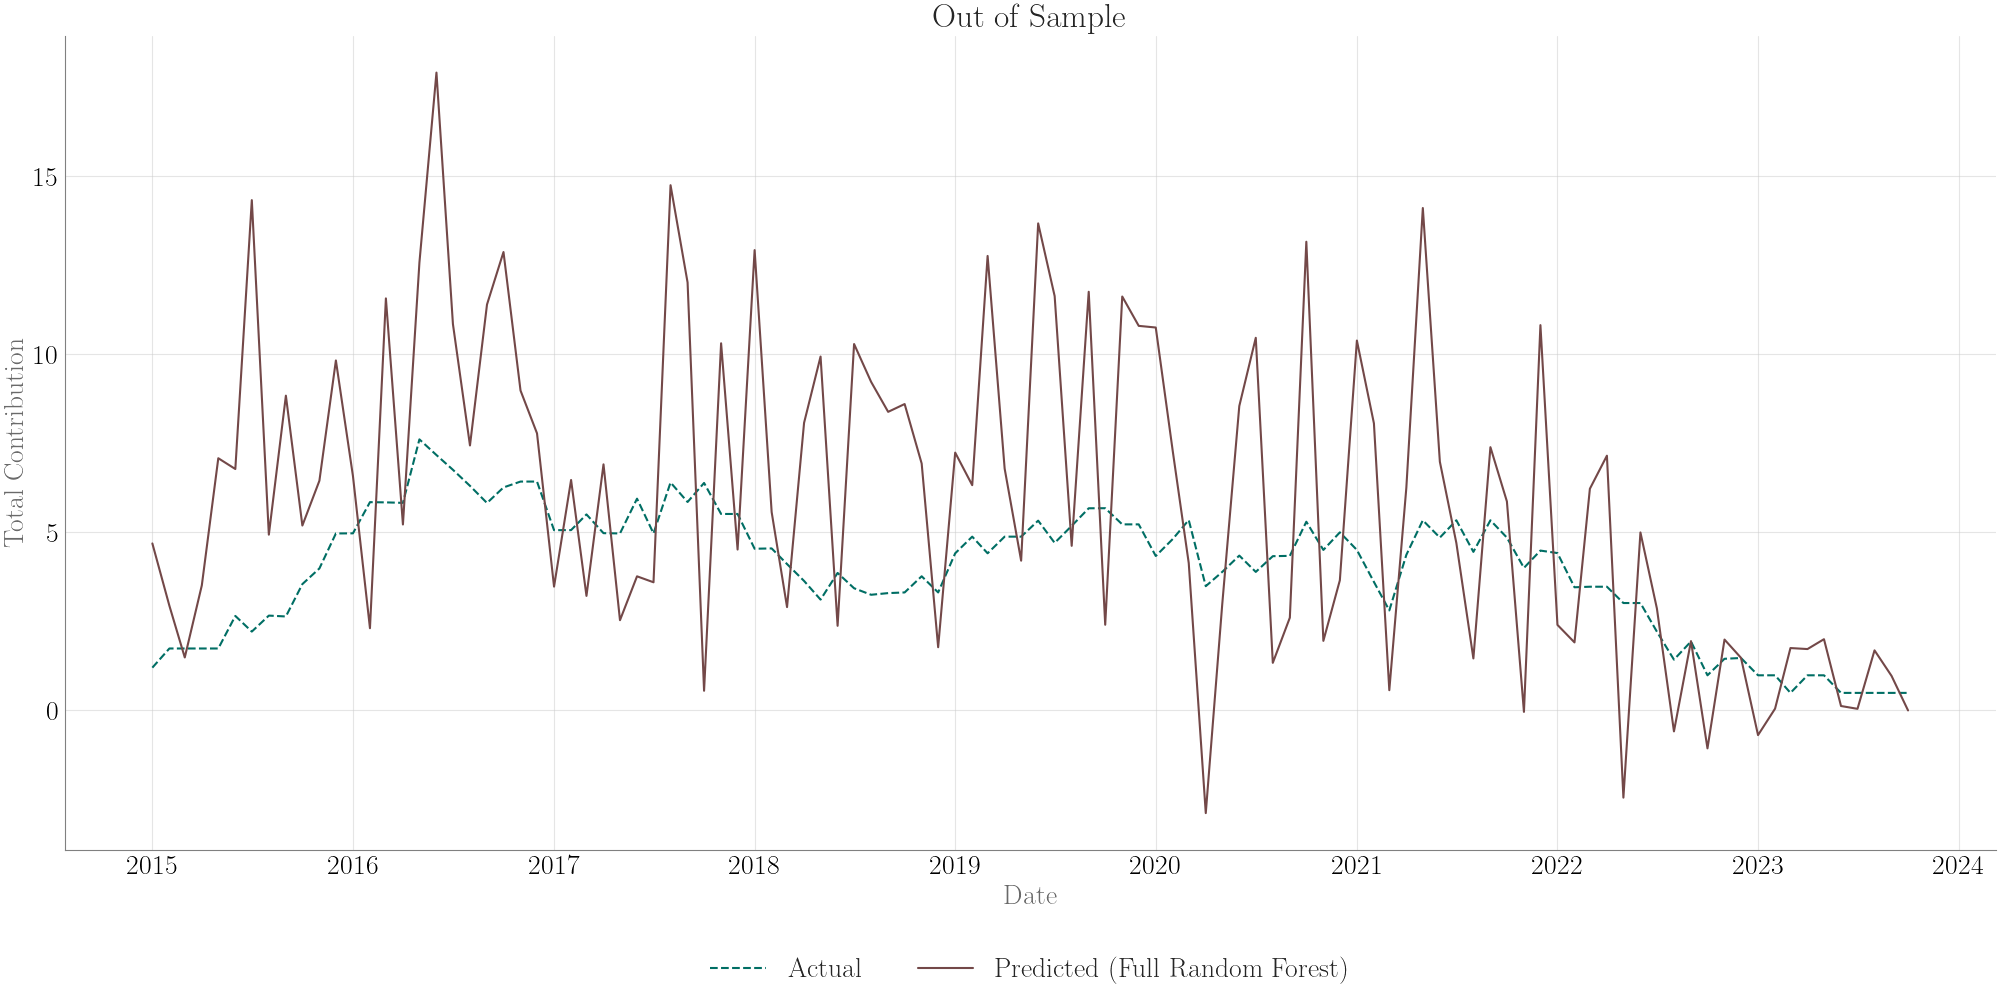 Out of Sample
Total Contribution
15
10
5
0
2015 2016 2017 2018 2019 2020 2021 2022 2023 2024
Date
Actual Predicted (Full Random Forest)